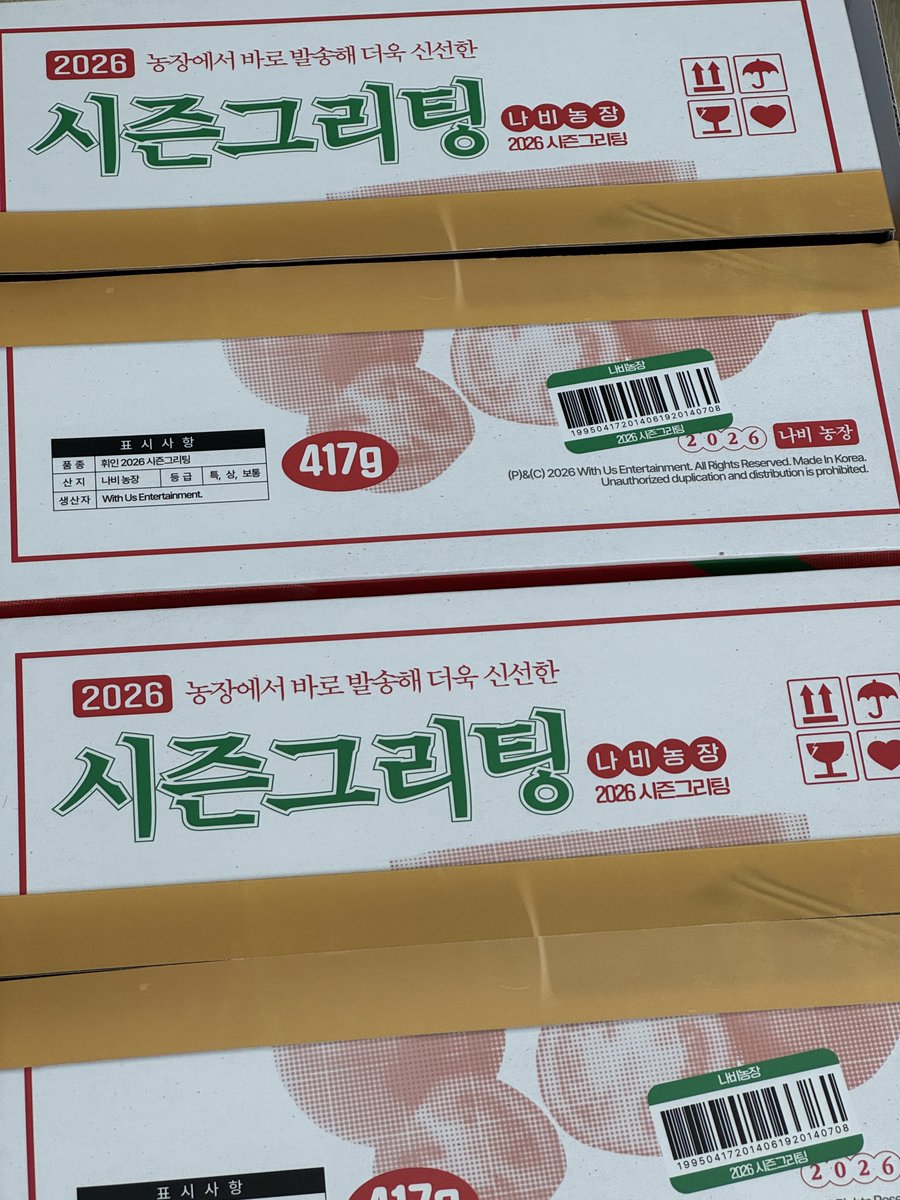 2026 농장에서 바로 발송해 더욱 신선한
시즌그리팅
나비농장
2026 시즌그리팅
나비농장
199504172014061920140708
2026 시즌그리팅
2026 나비 농장
표시사항
품종 휘인 2026 시즌그리팅
산지 나비농장 등급 특, 상, 보통
생산자 With Us Entertainment.
417g
(P)&(C) 2026 With Us Entertainment. All Rights Reserved. Made In Korea.
Unauthorized duplication and distribution is prohibited.
2026 농장에서 바로 발송해 더욱 신선한
시즌그리팅
나비농장
2026 시즌그리팅
나비농장
199504172014061920140708
2026 시즌그리팅
2026
표시사항
417g